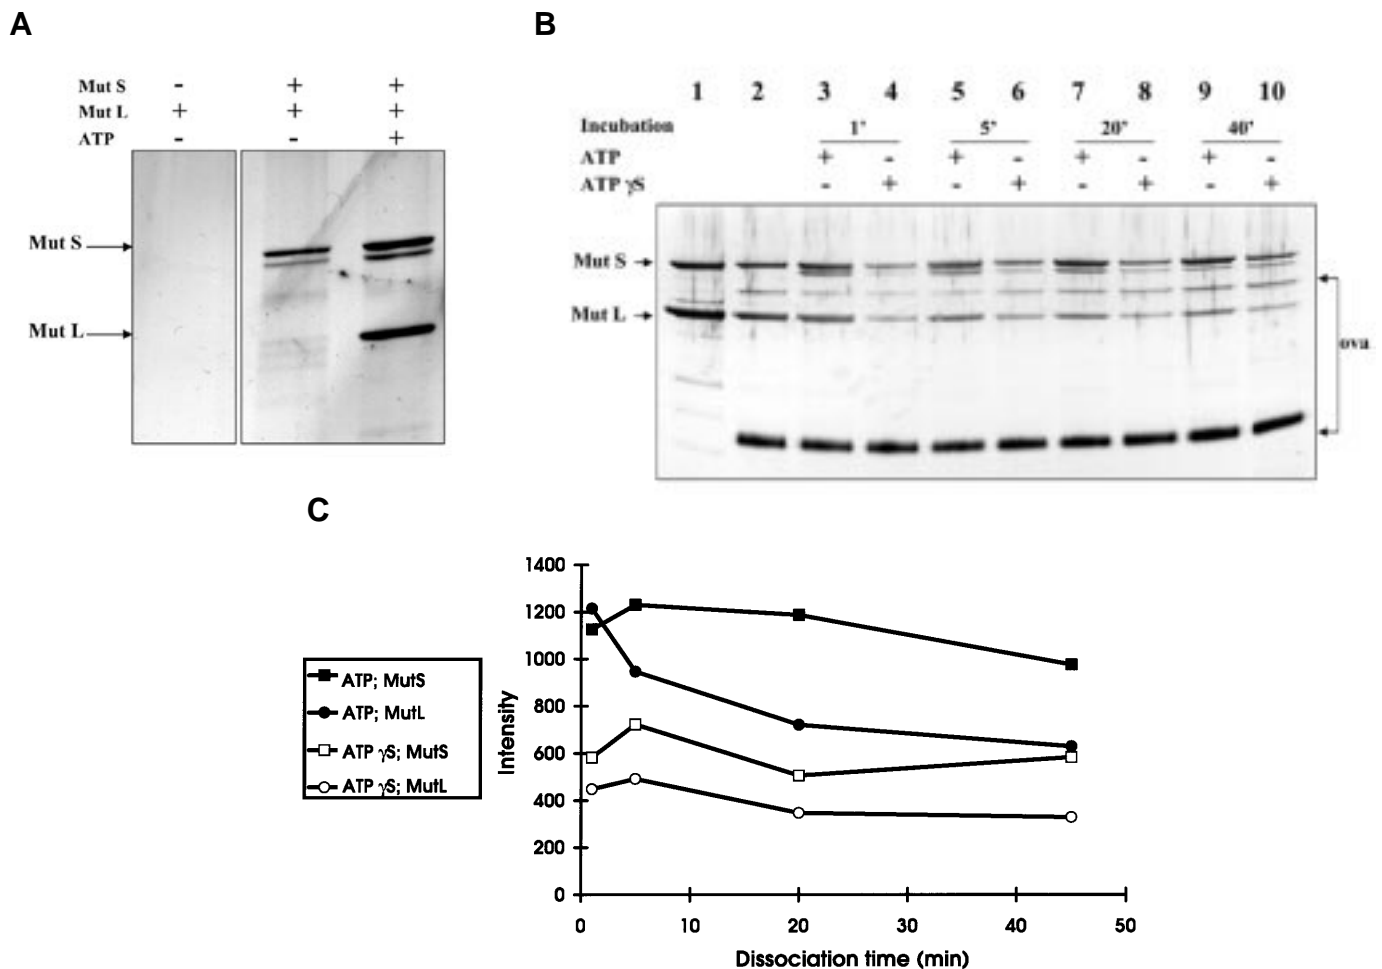 A
Mut S - + +
Mut L + + +
ATP - - +
Mut S
Mut L
B
1 2 3 4 5 6 7 8 9 10
Incubation 1' 5' 20' 40'
ATP + - + - + - + -
ATP γS - + - + - + - +
Mut S
Mut L
ova
C
1400
1200
1000
800
600
400
200
0
Intensity
0 10 20 30 40 50
Dissociation time (min)
ATP; MutS
ATP; MutL
ATP γS; MutS
ATP γS; MutL